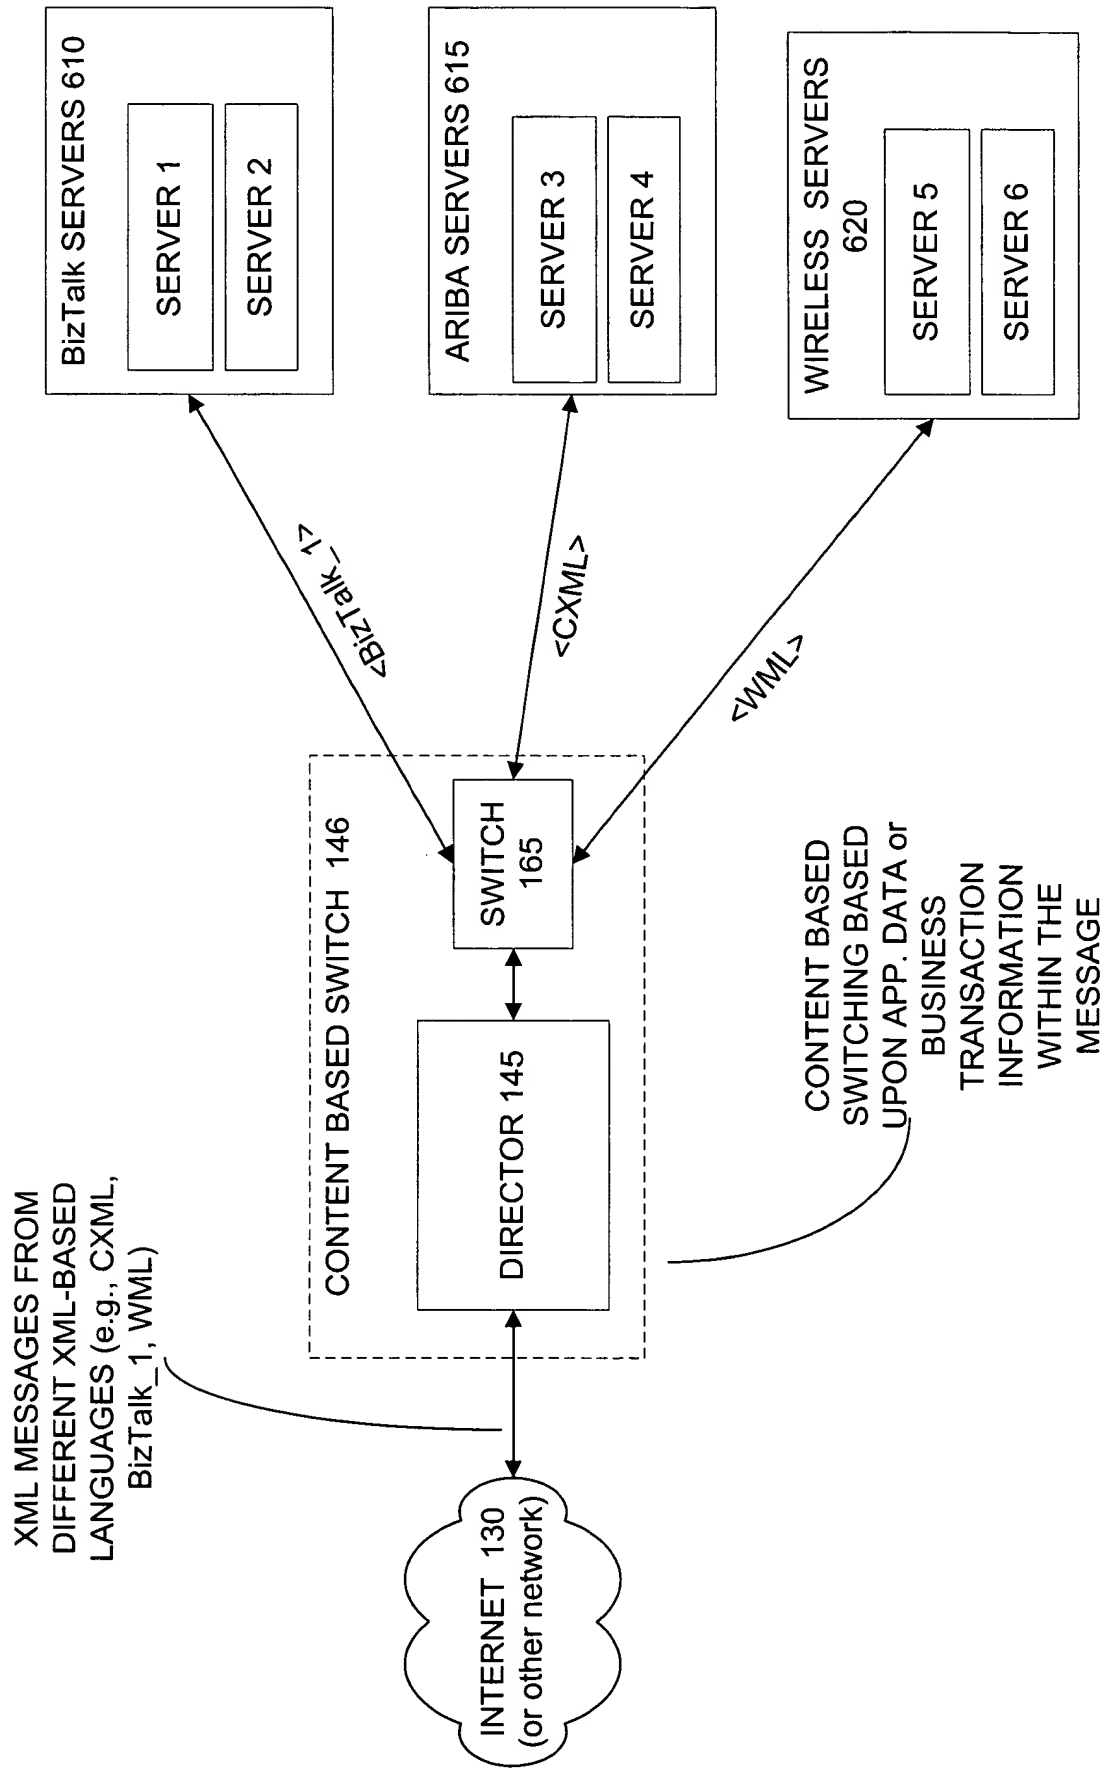 XML MESSAGES FROM
DIFFERENT XML-BASED
LANGUAGES (e.g., CXML,
BizTalk_1, WML)
INTERNET 130
(or other network)
CONTENT BASED SWITCH 146
DIRECTOR 145
SWITCH
165
CONTENT BASED
SWITCHING BASED
UPON APP. DATA or
BUSINESS
TRANSACTION
INFORMATION
WITHIN THE
MESSAGE
<BizTalk_1>
<CXML>
<WML>
BizTalk SERVERS 610
SERVER 1
SERVER 2
ARIBA SERVERS 615
SERVER 3
SERVER 4
WIRELESS SERVERS
620
SERVER 5
SERVER 6